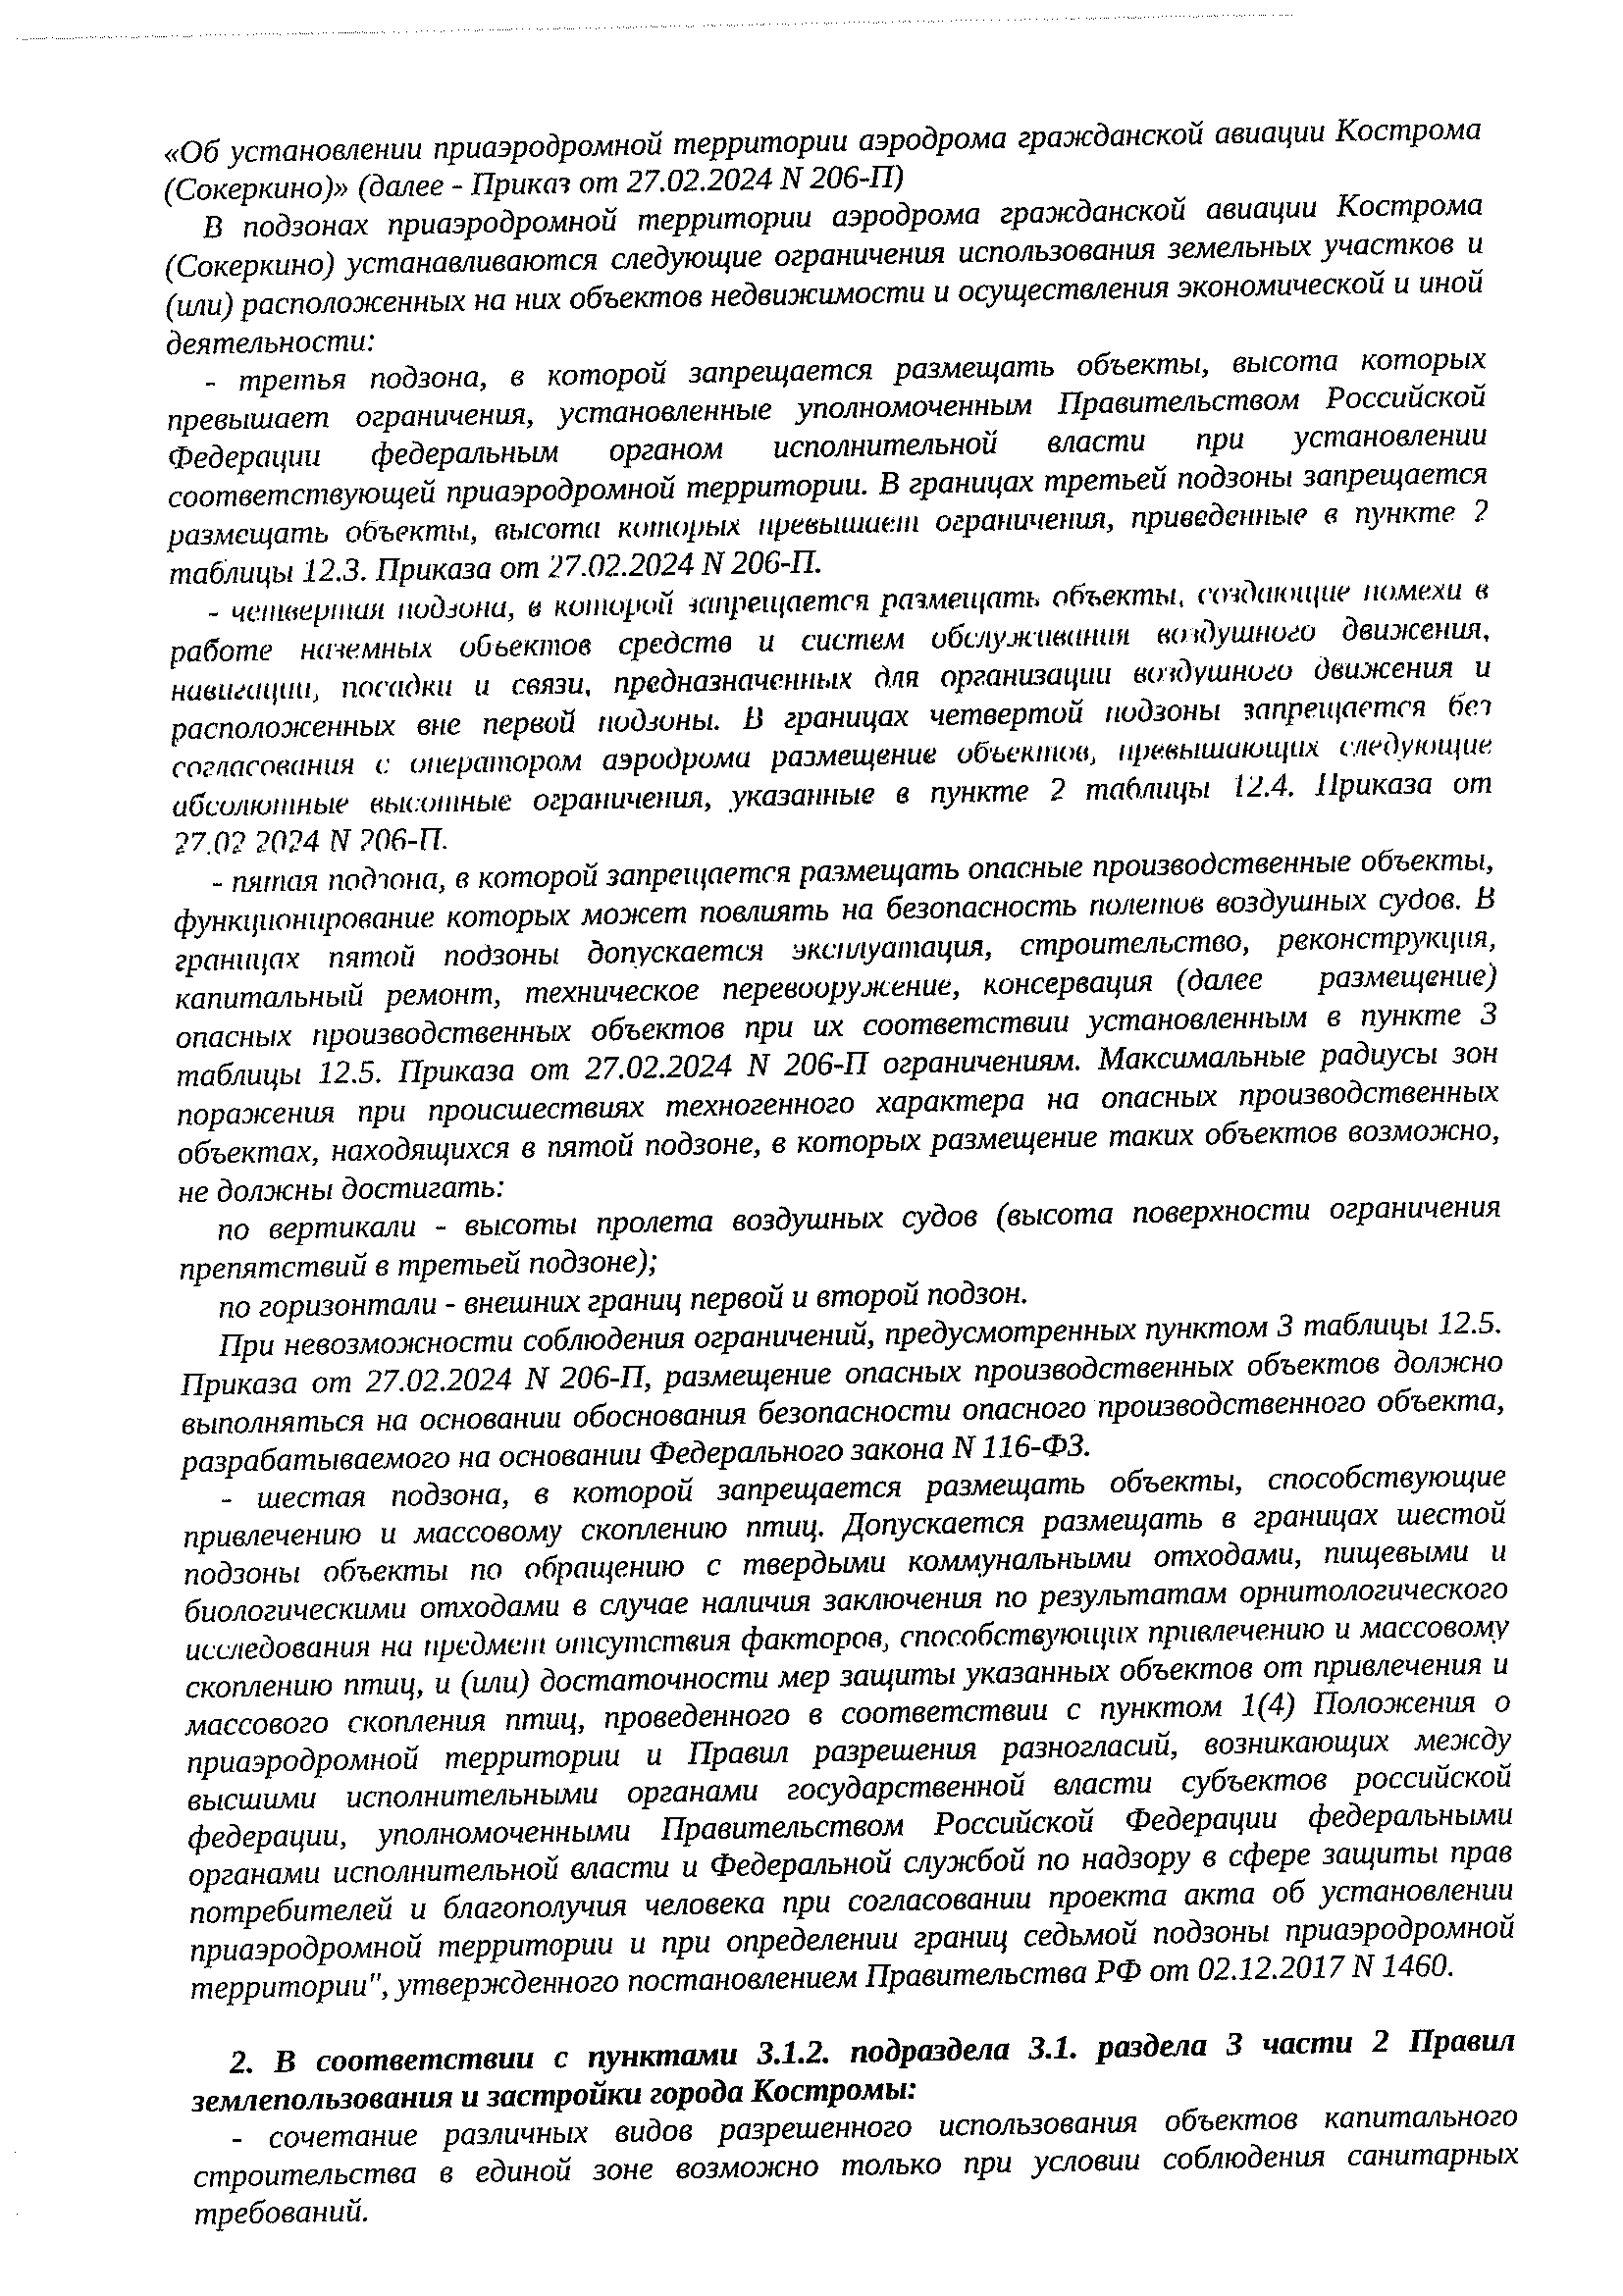 «Об установлении приаэродромной территории аэродрома гражданской авиации Кострома
(Сокеркино)» (далее - Приказ от 27.02.2024 N 206-П)
В подзонах приаэродромной территории аэродрома гражданской авиации Кострома
(Сокеркино) устанавливаются следующие ограничения использования земельных участков и
(или) расположенных на них объектов недвижимости и осуществления экономической и иной
деятельности:
- третья подзона, в которой запрещается размещать объекты, высота которых
превышает ограничения, установленные уполномоченным Правительством Российской
Федерации федеральным органом исполнительной власти при установлении
соответствующей приаэродромной территории. В границах третьей подзоны запрещается
размещать объекты, высота которых превышает ограничения, приведенные в пункте 2
таблицы 12.3. Приказа от 27.02.2024 N 206-П.
- четвертая подзона, в которой запрещается размещать объекты, создающие помехи в
работе наземных объектов средств и систем обслуживания воздушного движения,
навигации, посадки и связи, предназначенных для организации воздушного движения и
расположенных вне первой подзоны. В границах четвертой подзоны запрещается без
согласования с оператором аэродрома размещение объектов, превышающих следующие
абсолютные высотные ограничения, указанные в пункте 2 таблицы 12.4. Приказа от
27.02 2024 N 206-П.
- пятая подзона, в которой запрещается размещать опасные производственные объекты,
функционирование которых может повлиять на безопасность полетов воздушных судов. В
границах пятой подзоны допускается эксплуатация, строительство, реконструкция,
капитальный ремонт, техническое перевооружение, консервация (далее размещение)
опасных производственных объектов при их соответствии установленным в пункте 3
таблицы 12.5. Приказа от 27.02.2024 N 206-П ограничениям. Максимальные радиусы зон
поражения при происшествиях техногенного характера на опасных производственных
объектах, находящихся в пятой подзоне, в которых размещение таких объектов возможно,
не должны достигать:
по вертикали - высоты пролета воздушных судов (высота поверхности ограничения
препятствий в третьей подзоне);
по горизонтали - внешних границ первой и второй подзон.
При невозможности соблюдения ограничений, предусмотренных пунктом 3 таблицы 12.5.
Приказа от 27.02.2024 N 206-П, размещение опасных производственных объектов должно
выполняться на основании обоснования безопасности опасного производственного объекта,
разрабатываемого на основании Федерального закона N 116-ФЗ.
- шестая подзона, в которой запрещается размещать объекты, способствующие
привлечению и массовому скоплению птиц. Допускается размещать в границах шестой
подзоны объекты по обращению с твердыми коммунальными отходами, пищевыми и
биологическими отходами в случае наличия заключения по результатам орнитологического
исследования на предмет отсутствия факторов, способствующих привлечению и массовому
скоплению птиц, и (или) достаточности мер защиты указанных объектов от привлечения и
массового скопления птиц, проведенного в соответствии с пунктом 1(4) Положения о
приаэродромной территории и Правил разрешения разногласий, возникающих между
высшими исполнительными органами государственной власти субъектов российской
федерации, уполномоченными Правительством Российской Федерации федеральными
органами исполнительной власти и Федеральной службой по надзору в сфере защиты прав
потребителей и благополучия человека при согласовании проекта акта об установлении
приаэродромной территории и при определении границ седьмой подзоны приаэродромной
территории", утвержденного постановлением Правительства РФ от 02.12.2017 N 1460.
2. В соответствии с пунктами 3.1.2. подраздела 3.1. раздела 3 части 2 Правил
землепользования и застройки города Костромы:
- сочетание различных видов разрешенного использования объектов капитального
строительства в единой зоне возможно только при условии соблюдения санитарных
требований.